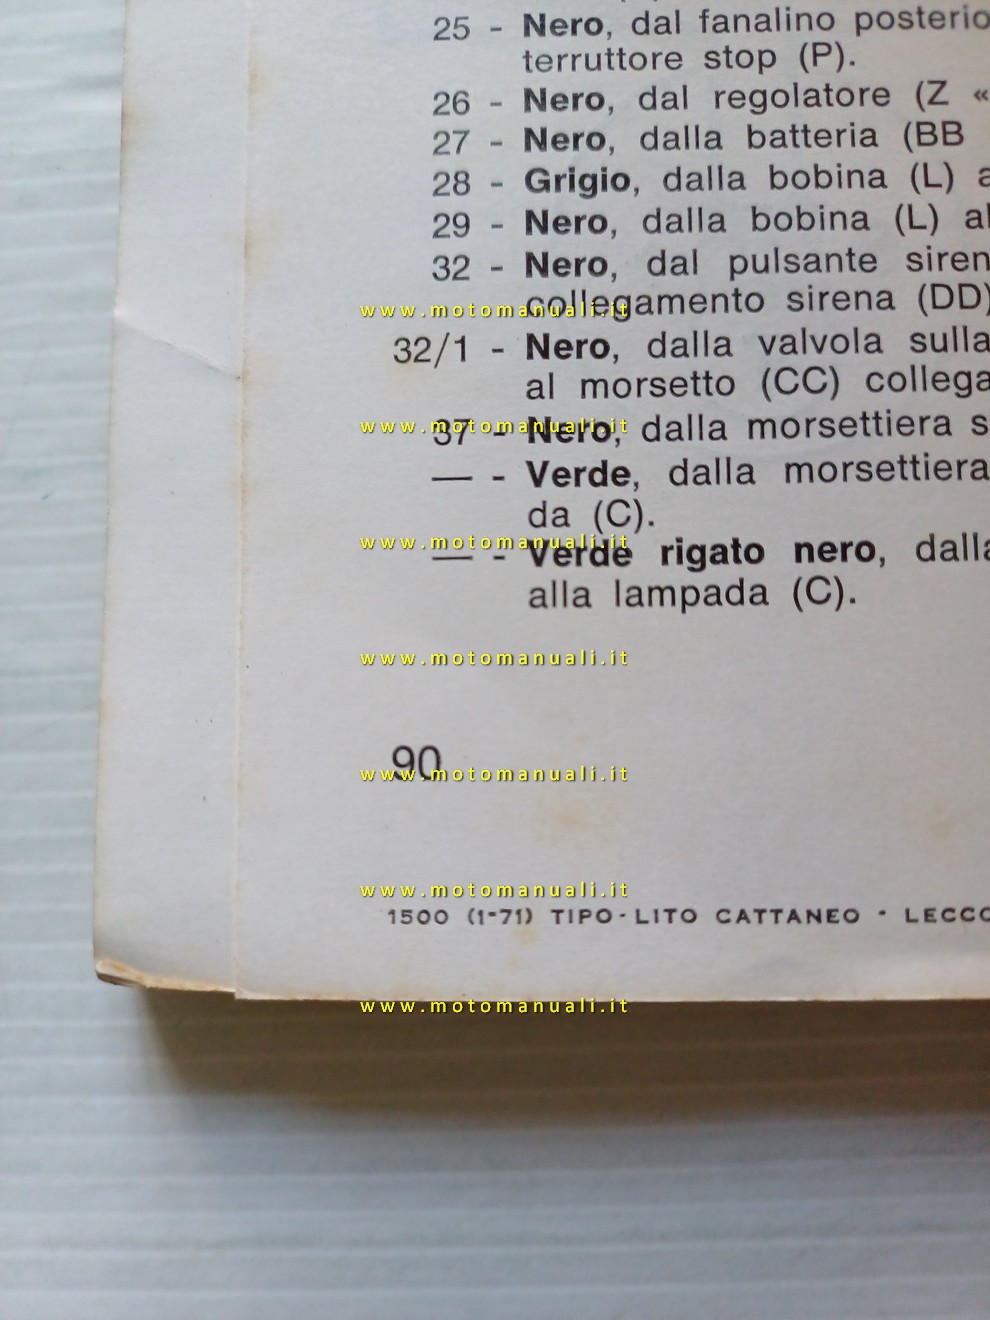 25 - Nero, dal fanalino
terruttore stop (P).
26 - Nero, dal regolatore (Z «
27 - Nero, dalla batteria (BB
28 - Grigio, dalla bobina (L)
29 - Nero, dalla bobina (L) al
32 - Nero, dal pulsante
collegamento sirena (DD)
www.motomanuali.it
32/1 - Nero, dalla valvola sulla
al morsetto (CC)
www.motomanuali.it
37 - Nero, dalla morsettiera
— - Verde, dalla morsettiera
da (C).
www.motomanuali.it
— - Verde rigato nero,
alla lampada (C).
www.motomanuali.it
90
www.motomanuali.it
www.motomanuali.it
1500 (1-71) TIPO-LITO CATTANEO - LECCO
www.motomanuali.it